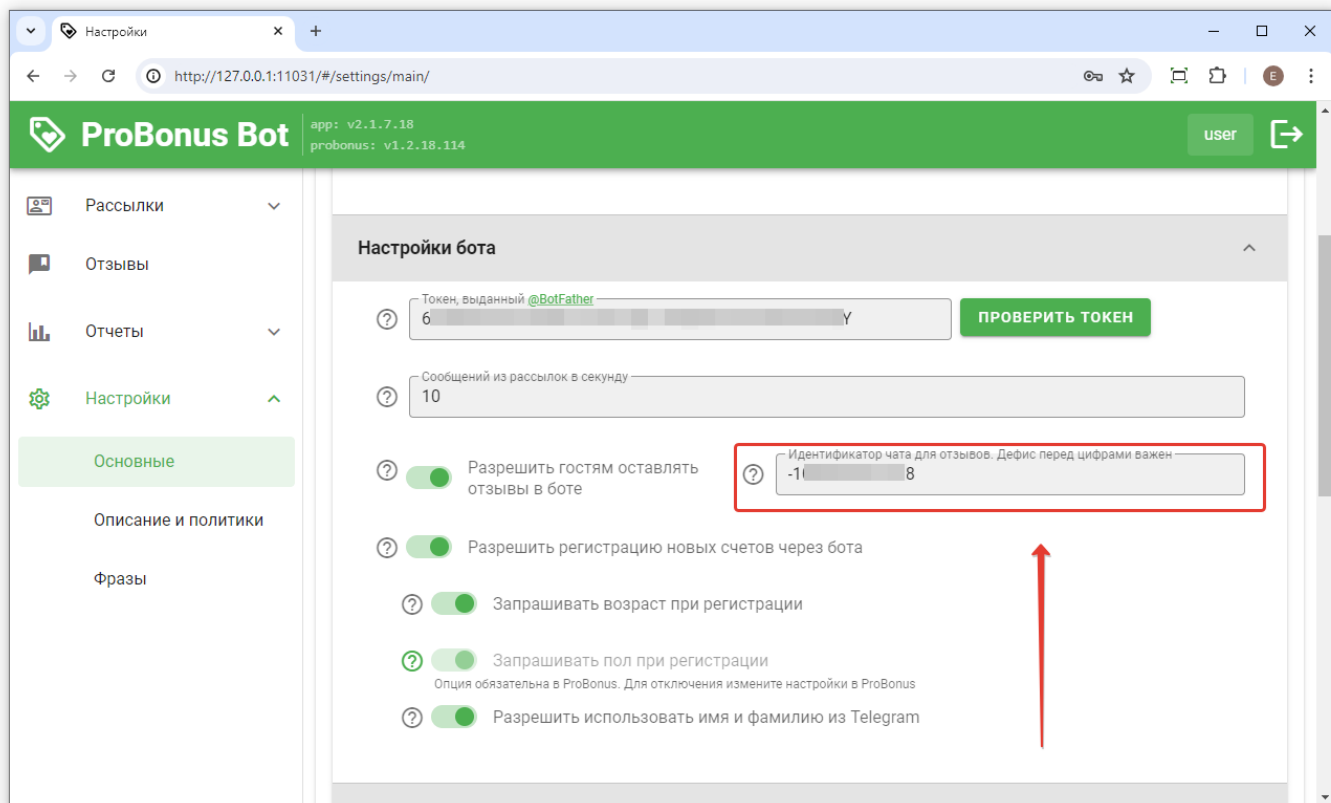 Настройки
http://127.0.0.1:11031/#/settings/main/
E
ProBonus Bot
app: v2.1.7.18
probonus: v1.2.18.114
user
Рассылки
Отзывы
Отчеты
Настройки
Основные
Описание и политики
Фразы
Настройки бота
Токен, выданный @BotFather
6 Y
ПРОВЕРИТЬ ТОКЕН
Сообщений из рассылок в секунду
10
Разрешить гостям оставлять
отзывы в боте
Идентификатор чата для отзывов. Дефис перед цифрами важен
-1 8
Разрешить регистрацию новых счетов через бота
Запрашивать возраст при регистрации
Запрашивать пол при регистрации
Опция обязательна в ProBonus. Для отключения измените настройки в ProBonus
Разрешить использовать имя и фамилию из Telegram